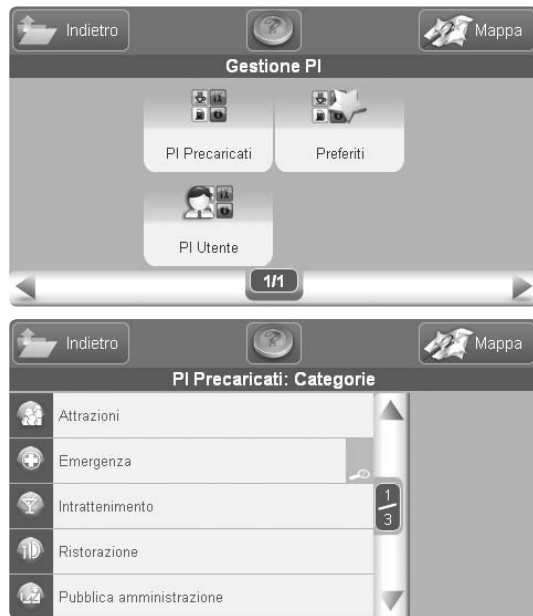 Indietro
?
Mappa
Gestione PI
PI Precaricati
Preferiti
PI Utente
1/1
Indietro
?
Mappa
PI Precaricati: Categorie
Attrazioni
Emergenza
Intrattenimento
Ristorazione
Pubblica amministrazione
1
3